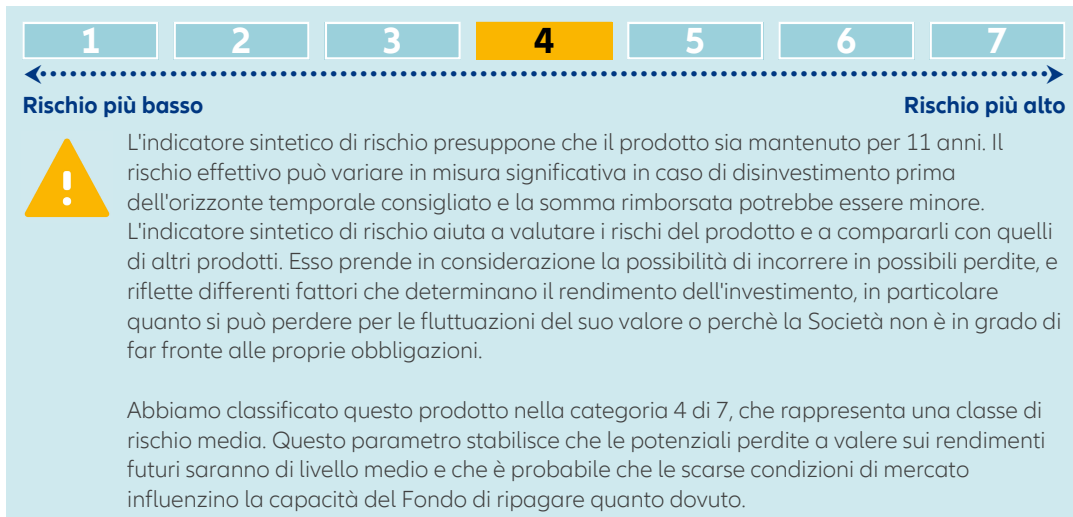 1 2 3 4 5 6 7
Rischio più basso Rischio più alto
L'indicatore sintetico di rischio presuppone che il prodotto sia mantenuto per 11 anni. Il
rischio effettivo può variare in misura significativa in caso di disinvestimento prima
dell'orizzonte temporale consigliato e la somma rimborsata potrebbe essere minore.
L'indicatore sintetico di rischio aiuta a valutare i rischi del prodotto e a compararli con quelli
di altri prodotti. Esso prende in considerazione la possibilità di incorrere in possibili perdite, e
riflette differenti fattori che determinano il rendimento dell'investimento, in particolare
quanto si può perdere per le fluttuazioni del suo valore o perchè la Società non è in grado di
far fronte alle proprie obbligazioni.
Abbiamo classificato questo prodotto nella categoria 4 di 7, che rappresenta una classe di
rischio media. Questo parametro stabilisce che le potenziali perdite a valere sui rendimenti
futuri saranno di livello medio e che è probabile che le scarse condizioni di mercato
influenzino la capacità del Fondo di ripagare quanto dovuto.